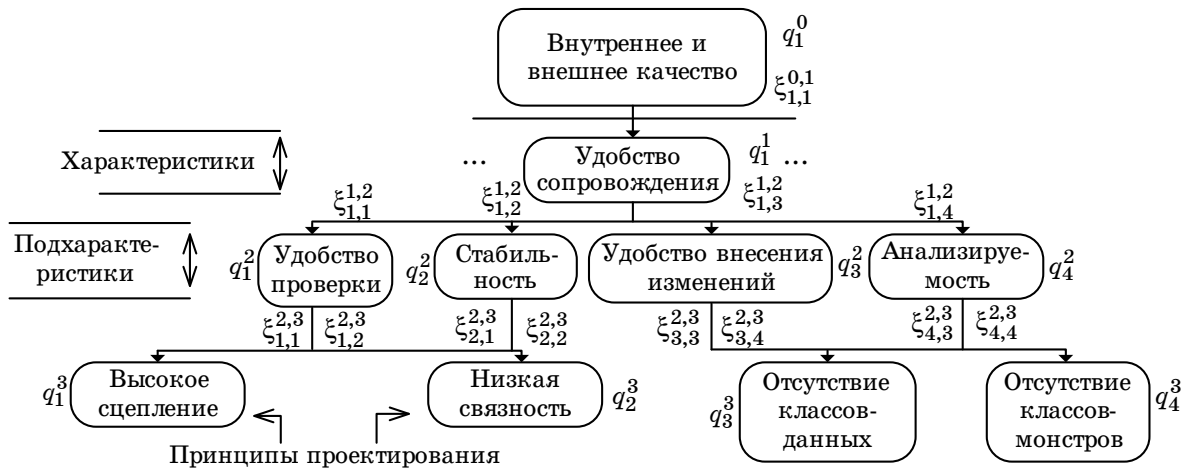 Внутреннее и
внешнее качество
q_1^0
ξ_{1,1}^{0,1}
Характеристики
...
Удобство
сопровождения
q_1^1 ...
ξ_{1,1}^{1,2} ξ_{1,2}^{1,2} ξ_{1,3}^{1,2} ξ_{1,4}^{1,2}
Подхаракте-
ристики
q_1^2
Удобство
проверки
q_2^2
Стабиль-
ность
Удобство внесения
изменений
q_3^2
Анализируе-
мость
q_4^2
ξ_{1,1}^{2,3} ξ_{1,2}^{2,3} ξ_{2,1}^{2,3} ξ_{2,2}^{2,3} ξ_{3,3}^{2,3} ξ_{3,4}^{2,3} ξ_{4,3}^{2,3} ξ_{4,4}^{2,3}
q_1^3
Высокое
сцепление
Низкая
связность
q_2^3
q_3^3
Отсутствие
классов-
данных
Отсутствие
классов-
монстров
q_4^3
Принципы проектирования